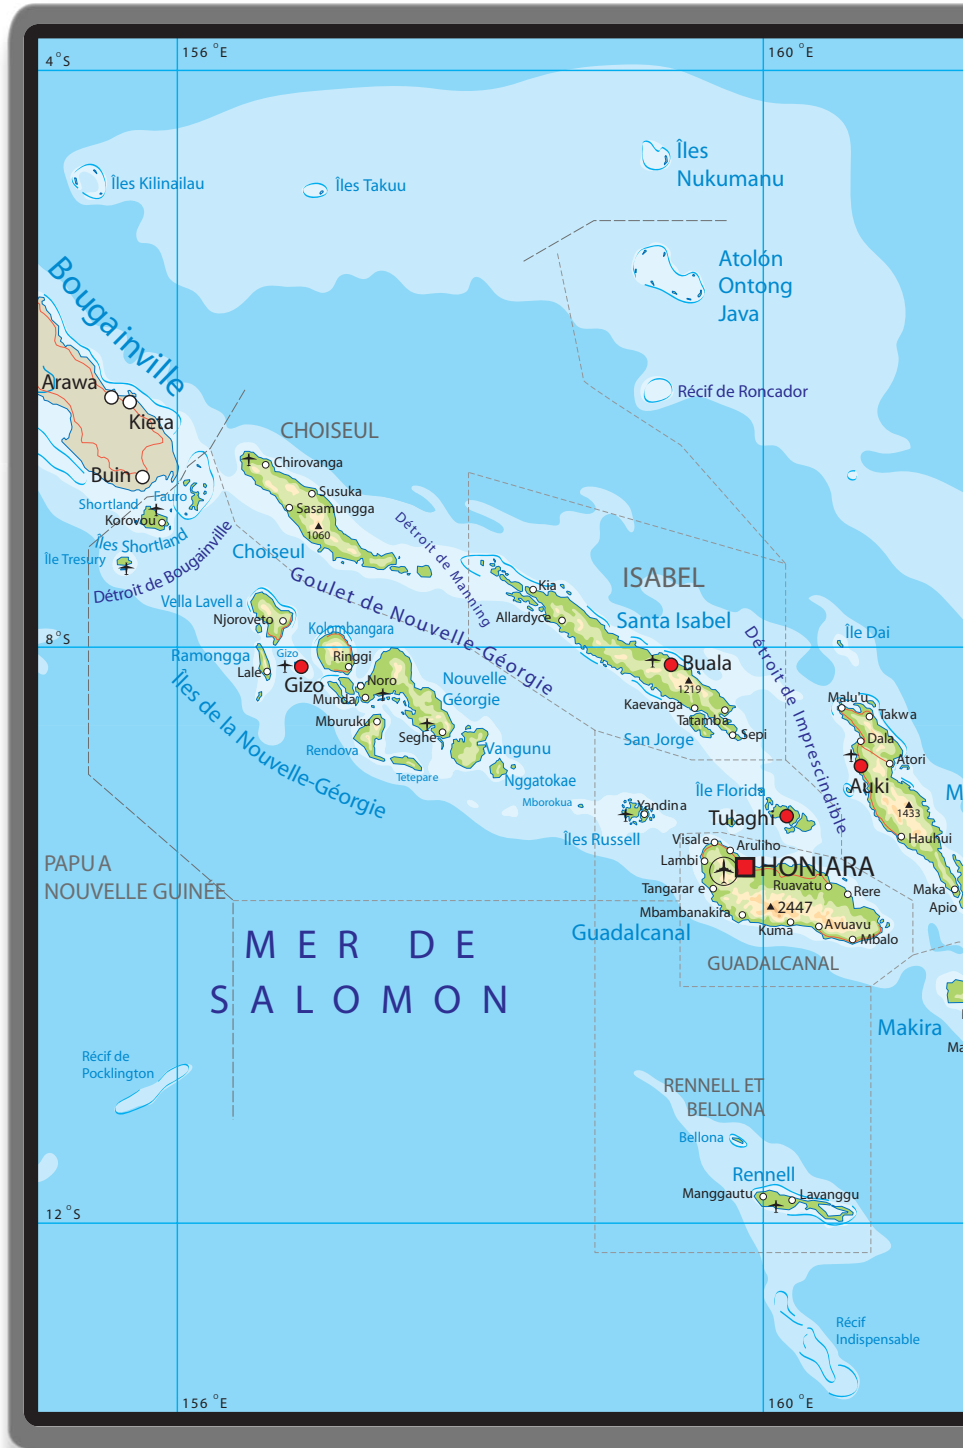 156 °E
160 °E
4°S
Îles
Nukumanu
Îles Kilinailau
Îles Takuu
Atolón
Ontong
Java
Bougainville
Arawa
Kieta
Récif de Roncador
CHOISEUL
Buin
Chirovanga
Shortland
Fauro
Susuka
Korovou
Sasamungga
1060
Îles Shortland
Détroit de Manning
Choiseul
Île Tresury
Détroit de Bougainville
Goulet de Nouvelle-Géorgie
ISABEL
Kia
Vella Lavell a
Allardyce
Santa Isabel
Njoroveto
Kolombangara
8°S
Île Dai
Ramongga
Gizo
Ringgi
Buala
Lale
Gizo
Noro
Nouvelle
Géorgie
1219
Détroit de Imprescindible
Munda
Kaevanga
Malu'u
Takwa
Mburuku
Tatamba
Îles de la Nouvelle-Géorgie
Seghe
San Jorge
Sepi
Dala
Rendova
Vangunu
Atori
Tetepare
Nggatokae
Auki
Île Florida
M
Mborokua
Yandina
Tulaghi
1433
Îles Russell
Visale
Aruliho
Hauhui
PAPU A
NOUVELLE GUINÉE
Lambi
HONIARA
Tangarar e
Ruavatu
Rere
Maka
Mbambanakira
2447
Apio
Guadalcanal
Kuma
Avuavu
Mbalo
MER DE
SALOMON
GUADALCANAL
Makira
Ma
Récif de
Pocklington
RENNELL ET
BELLONA
Bellona
Rennell
Manggautu
Lavanggu
12°S
Récif
Indispensable
156 °E
160 °E